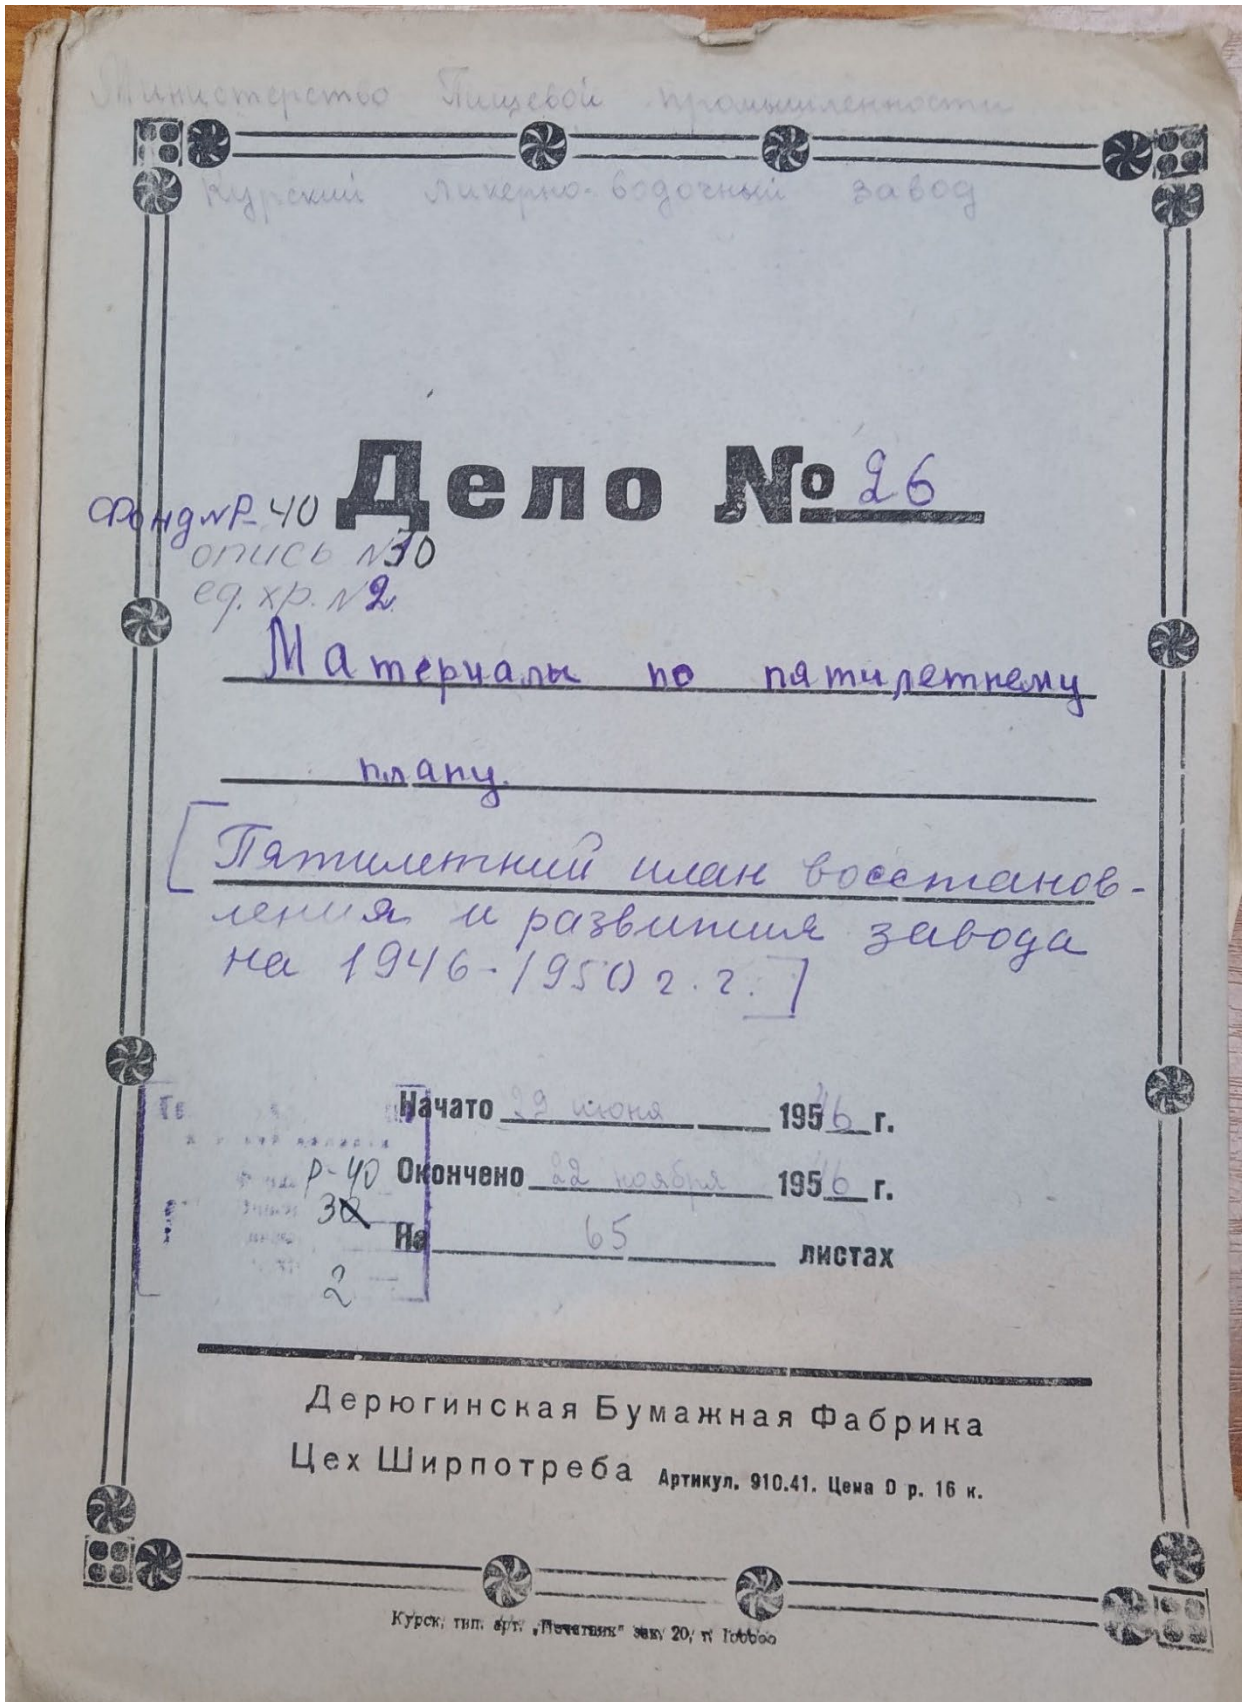 Министерство Пищевой промышленности
Курский ликерно-водочный завод
Дело № 26
Фонд № Р-40
опись № 30
ед. хр. № 2
Материалы по пятилетнему
плану.
[Пятилетний план восстанов-
ления и развития завода
на 1946-1950 г.г.]
Начато 29 июня 1946 г.
Окончено 22 ноября 1946 г.
Р-40
30
На 65 листах
2
Дерюгинская Бумажная Фабрика
Цех Ширпотреба Артикул. 910.41. Цена 0 р. 16 к.
Курск, тип. арт. „Печатник" зак. 20, т. 100000